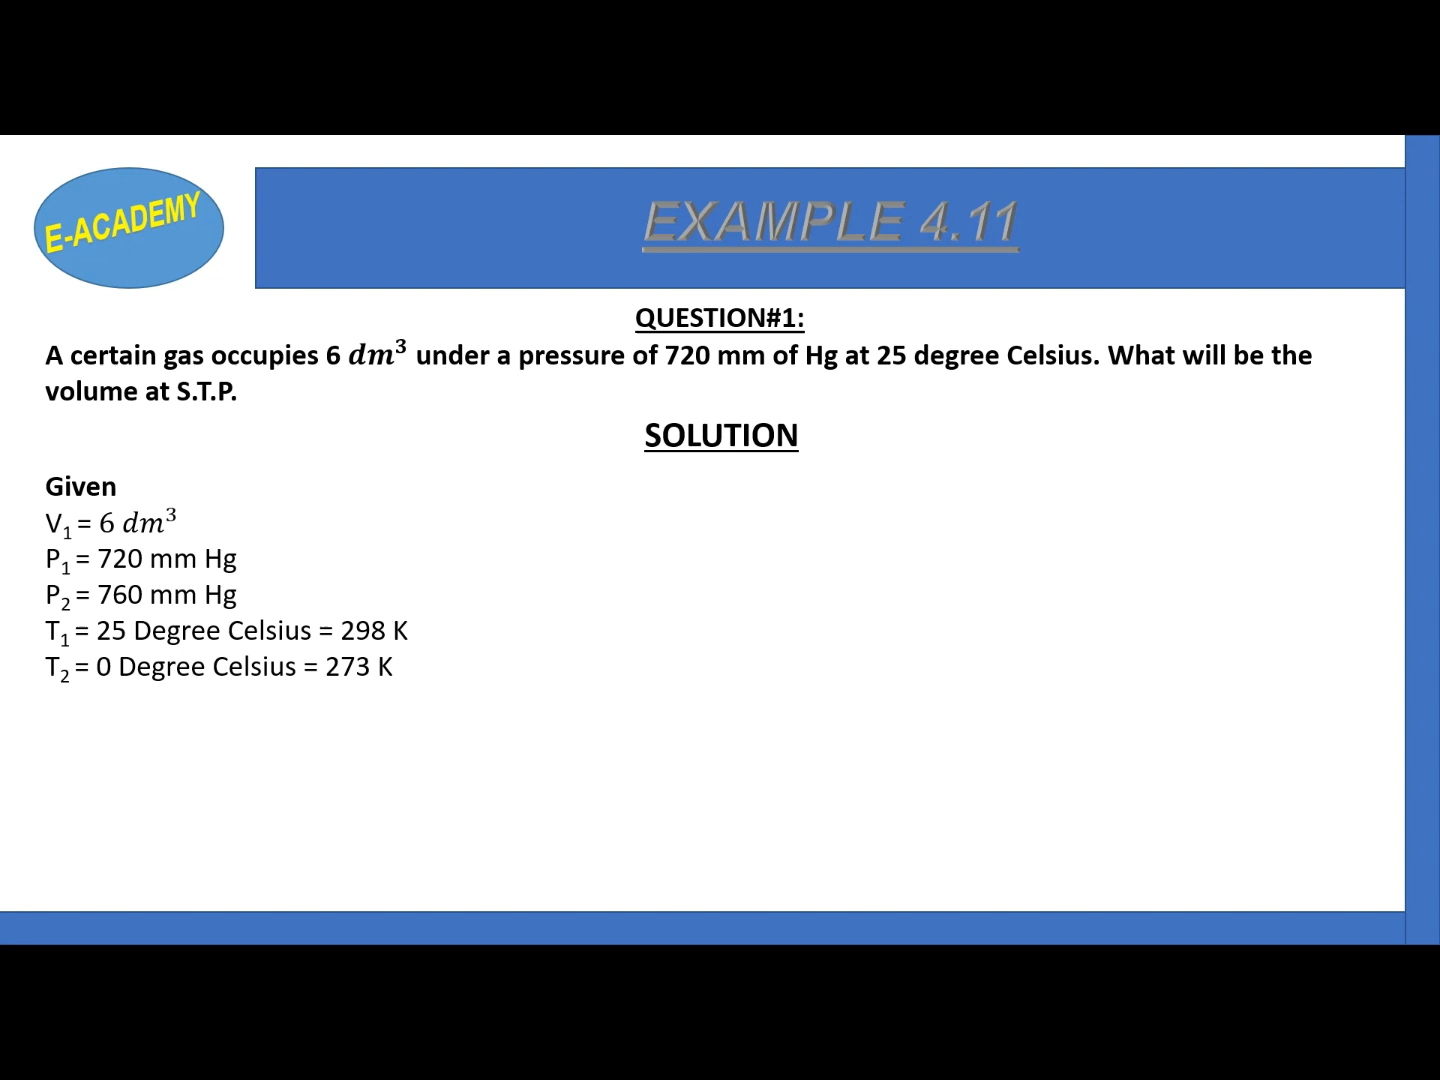 E-ACADEMY
EXAMPLE 4.11
QUESTION#1:
A certain gas occupies 6 dm³ under a pressure of 720 mm of Hg at 25 degree Celsius. What will be the
volume at S.T.P.
SOLUTION
Given
V₁ = 6 dm³
P₁ = 720 mm Hg
P₂ = 760 mm Hg
T₁ = 25 Degree Celsius = 298 K
T₂ = 0 Degree Celsius = 273 K